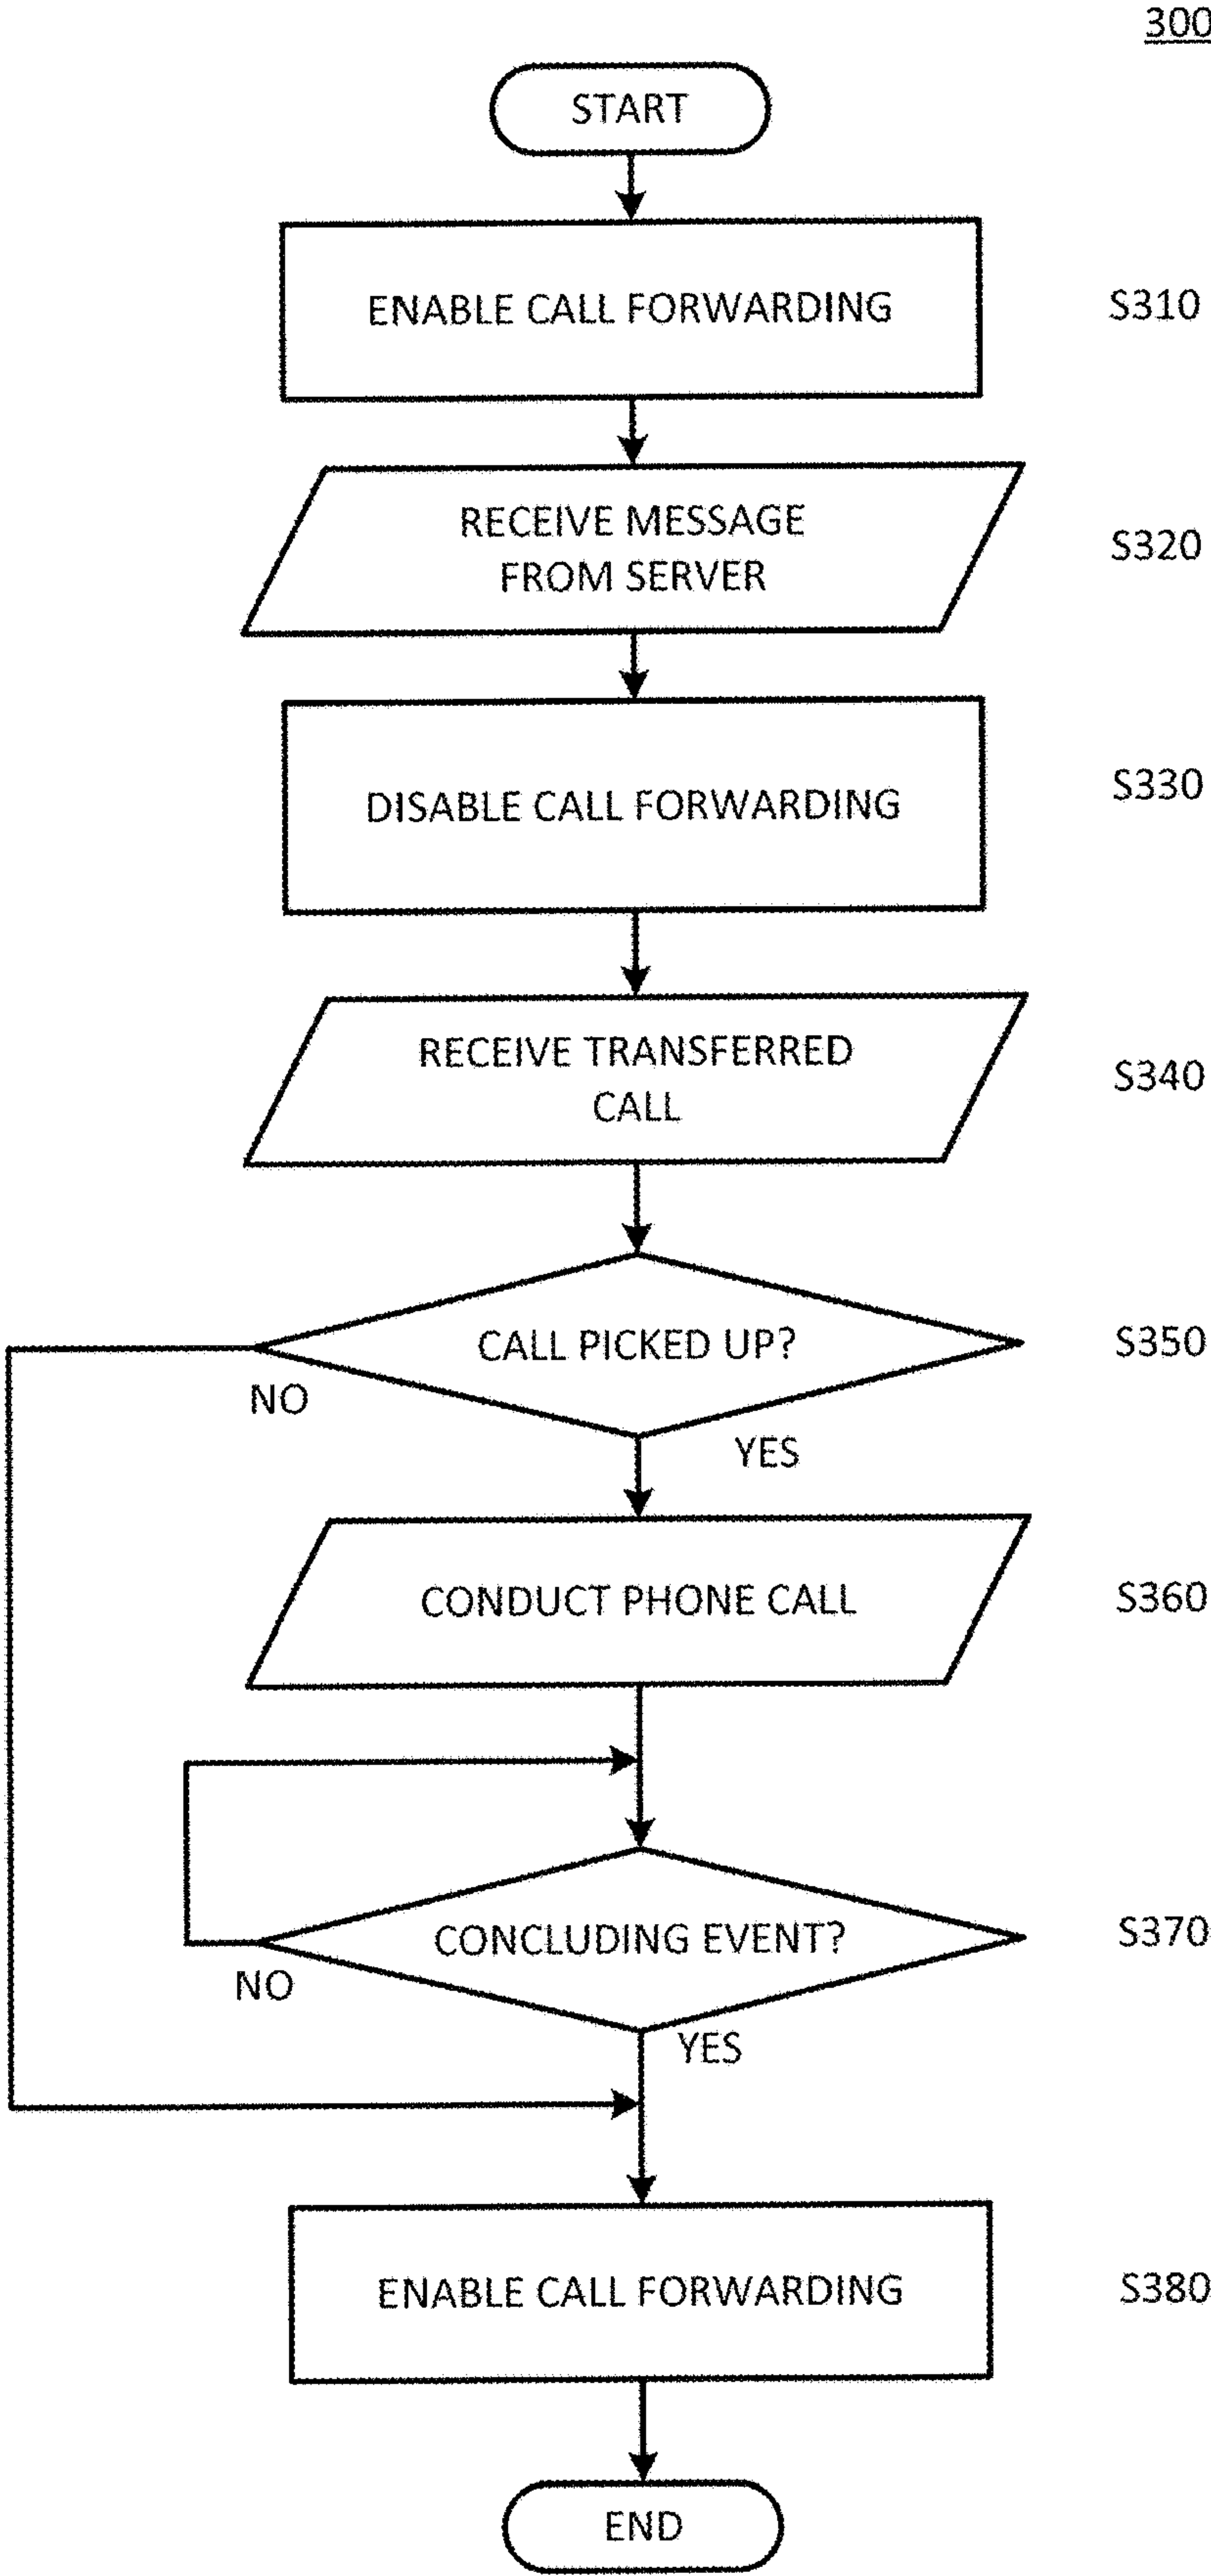 300
START
ENABLE CALL FORWARDING
S310
RECEIVE MESSAGE
FROM SERVER
S320
DISABLE CALL FORWARDING
S330
RECEIVE TRANSFERRED
CALL
S340
CALL PICKED UP?
S350
NO
YES
CONDUCT PHONE CALL
S360
CONCLUDING EVENT?
S370
NO
YES
ENABLE CALL FORWARDING
S380
END